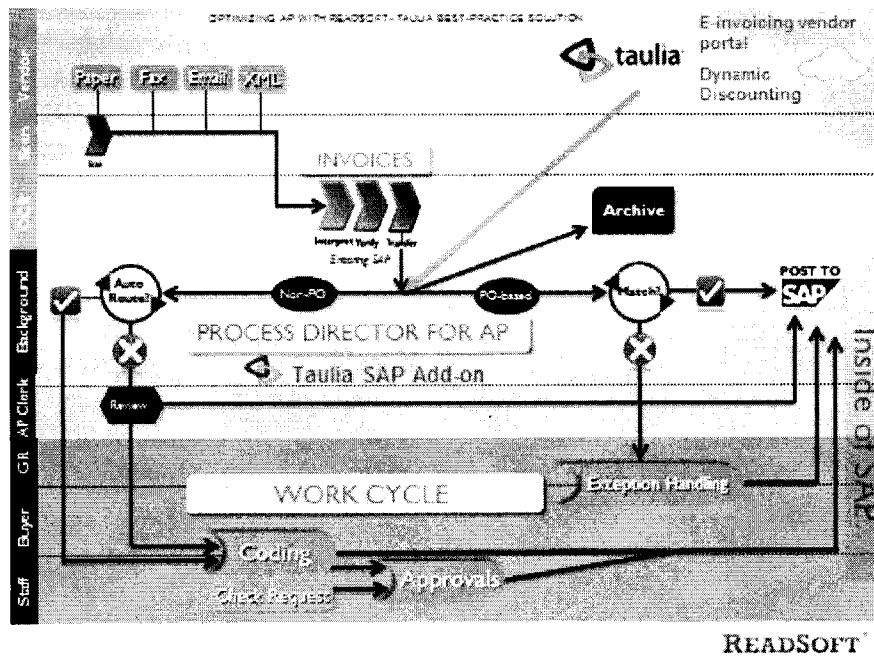 OPTIMIZING AP WITH READSOFT - TAULIA BEST-PRACTICE SOLUTION
E-invoicing vendor
portal
taulia
Dynamic
Discounting
Vendor
Paper
Fax
Email
XML
Scan
INVOICES
Interpret
Verify
Transfer
Entering SAP
Archive
Background
Auto
Route?
Non-PO
PO-based
Match?
POST TO
SAP
PROCESS DIRECTOR FOR AP
Taulia SAP Add-on
Inside of SAP
AP Clerk
Review
GR
WORK CYCLE
Exception Handling
Buyer
Coding
Approvals
Staff
Check Request
READSOFT